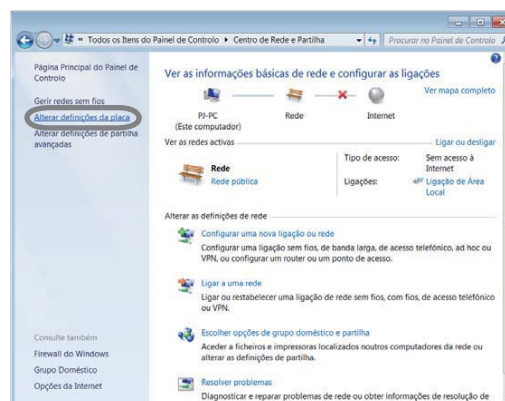 Todos os Itens do Painel de Controlo ▸ Centro de Rede e Partilha
Procurar no Painel de Controlo
Página Principal do Painel de
Controlo
Gerir redes sem fios
Alterar definições da placa
Alterar definições de partilha
avançadas
Consulte também
Firewall do Windows
Grupo Doméstico
Opções da Internet
Ver as informações básicas de rede e configurar as ligações
Ver mapa completo
PJ-PC
(Este computador)
Rede
Internet
Ver as redes activas
Ligar ou desligar
Rede
Rede pública
Tipo de acesso:
Sem acesso à
Internet
Ligações:
Ligação de Área
Local
Alterar as definições de rede
Configurar uma nova ligação ou rede
Configurar uma ligação sem fios, de banda larga, de acesso telefónico, ad hoc ou
VPN, ou configurar um router ou um ponto de acesso.
Ligar a uma rede
Ligar ou restabelecer uma ligação de rede sem fios, com fios, de acesso telefónico
ou VPN.
Escolher opções de grupo doméstico e partilha
Aceder a ficheiros e impressoras localizados noutros computadores da rede ou
alterar as definições de partilha.
Resolver problemas
Diagnosticar e reparar problemas de rede ou obter informações de resolução de